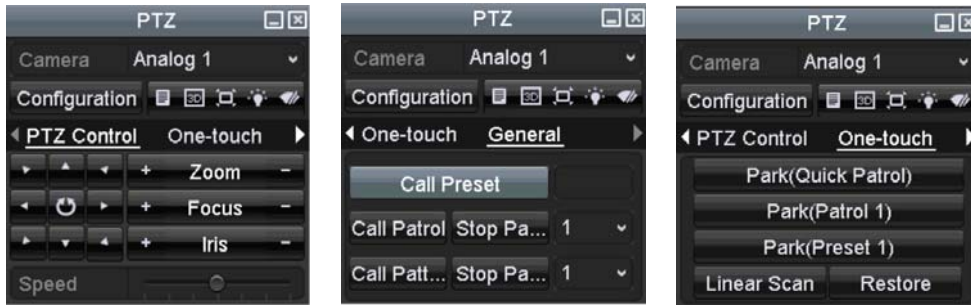 PTZ
Camera Analog 1
Configuration 3D
PTZ Control One-touch
+ Zoom -
+ Focus -
+ Iris -
Speed
PTZ
Camera Analog 1
Configuration 3D
One-touch General
Call Preset
Call Patrol Stop Pa... 1
Call Patt... Stop Pa... 1
PTZ
Camera Analog 1
Configuration 3D
PTZ Control One-touch
Park(Quick Patrol)
Park(Patrol 1)
Park(Preset 1)
Linear Scan Restore